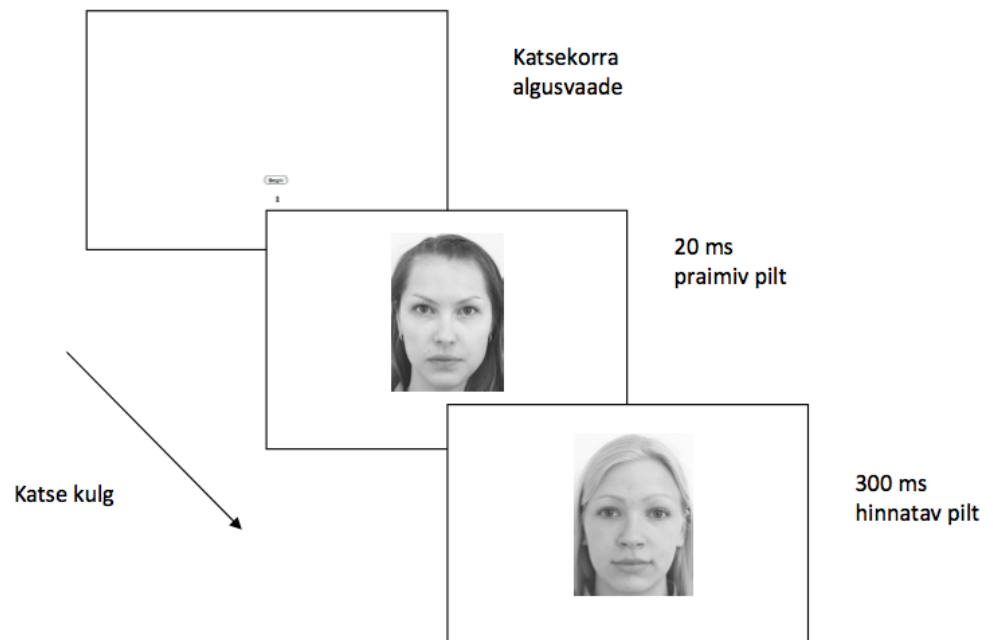 Katsekorra
algusvaade
Begin
1
20 ms
praimiv pilt
Katse kulg
300 ms
hinnatav pilt